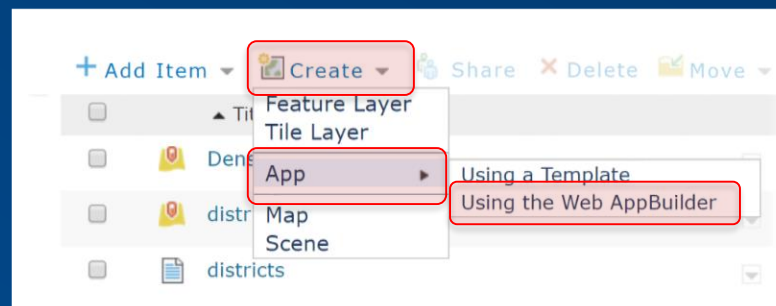 + Add Item Create Share Delete Move
Feature Layer
Tile Layer
App Using a Template
Using the Web AppBuilder
Map
Scene
districts